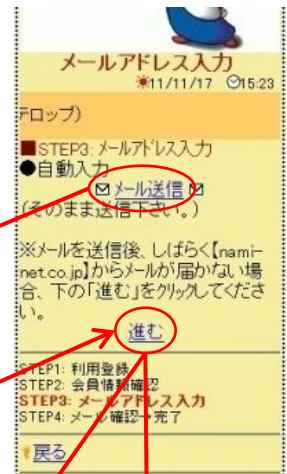 メールアドレス入力
11/11/17 15:23
テロップ)
■STEP3: メールアドレス入力
●自動入力
メール送信
(そのまま送信下さい。)
※メールを送信後、しばらく【nami-
net.co.jp】からメールが届かない場
合、下の「進む」をクリックしてくださ
い。
進む
STEP1: 利用登録
STEP2: 会員情報確認
STEP3: メールアドレス入力
STEP4: メール確認→完了
戻る